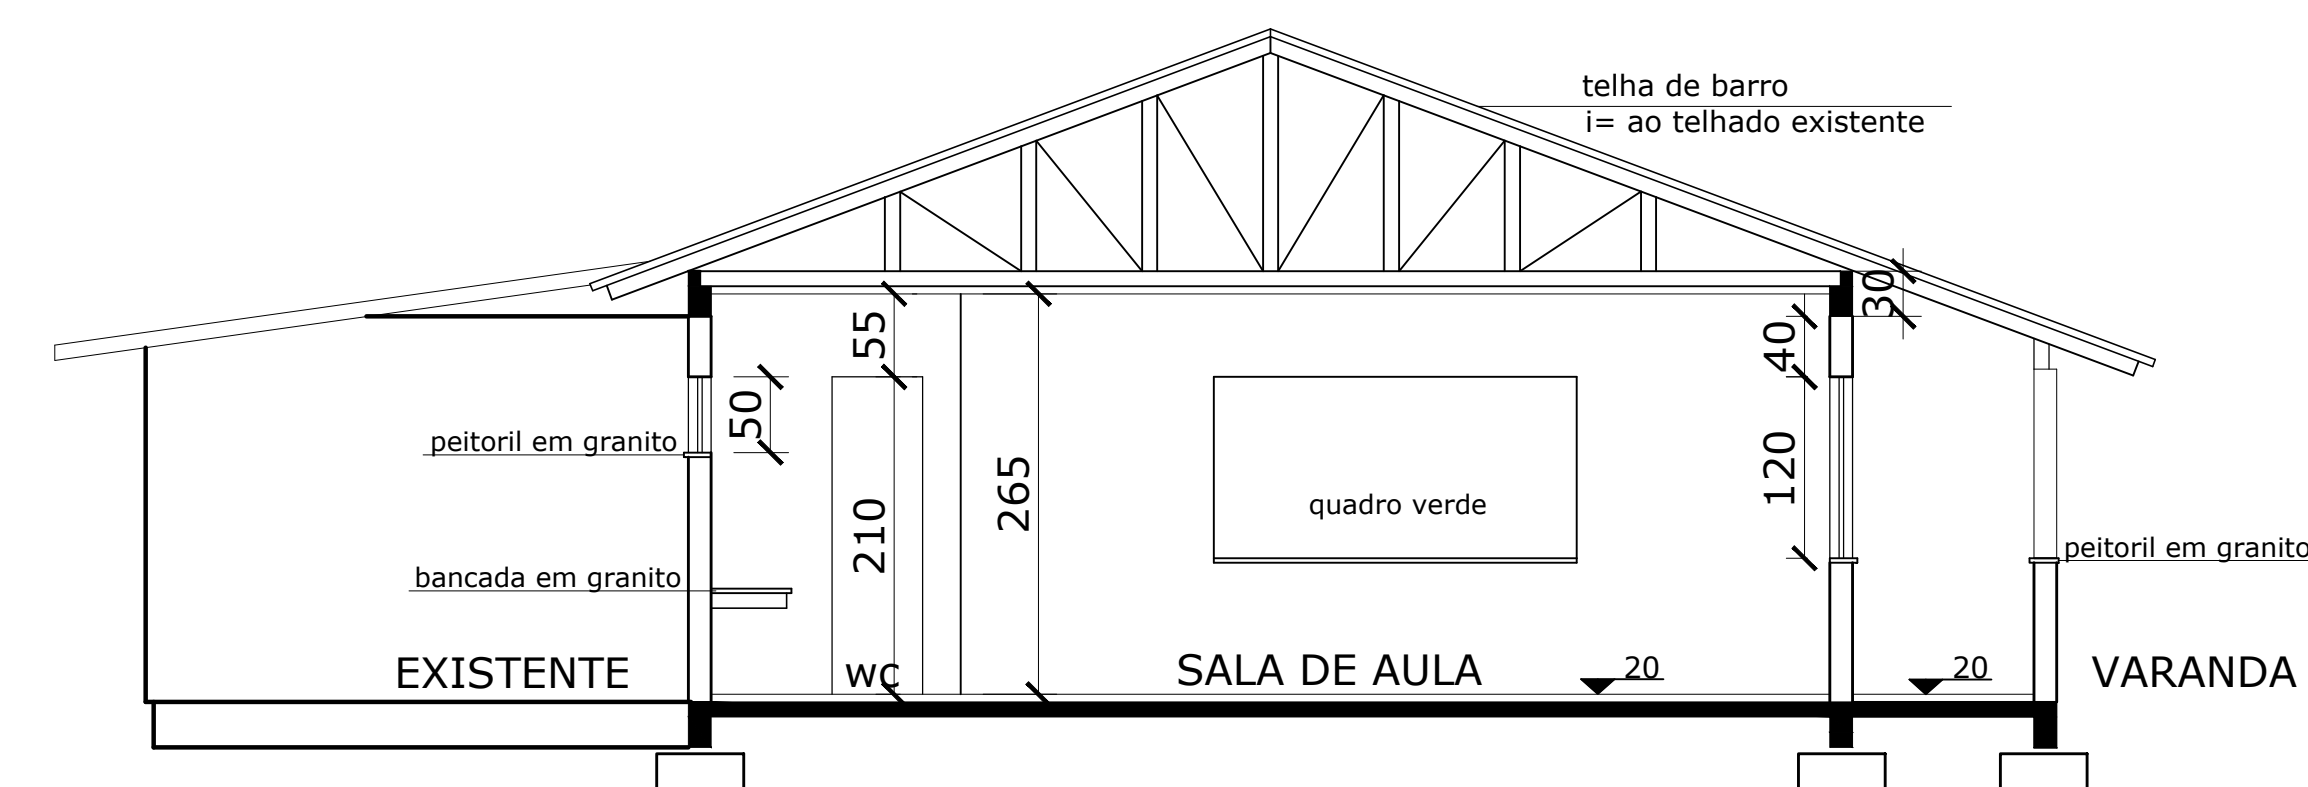 telha de barro
i= ao telhado existente
30
55
40
50
peitoril em granito
120
265
quadro verde
210
peitoril em granito
bancada em granito
EXISTENTE
WC
SALA DE AULA
20
20
VARANDA